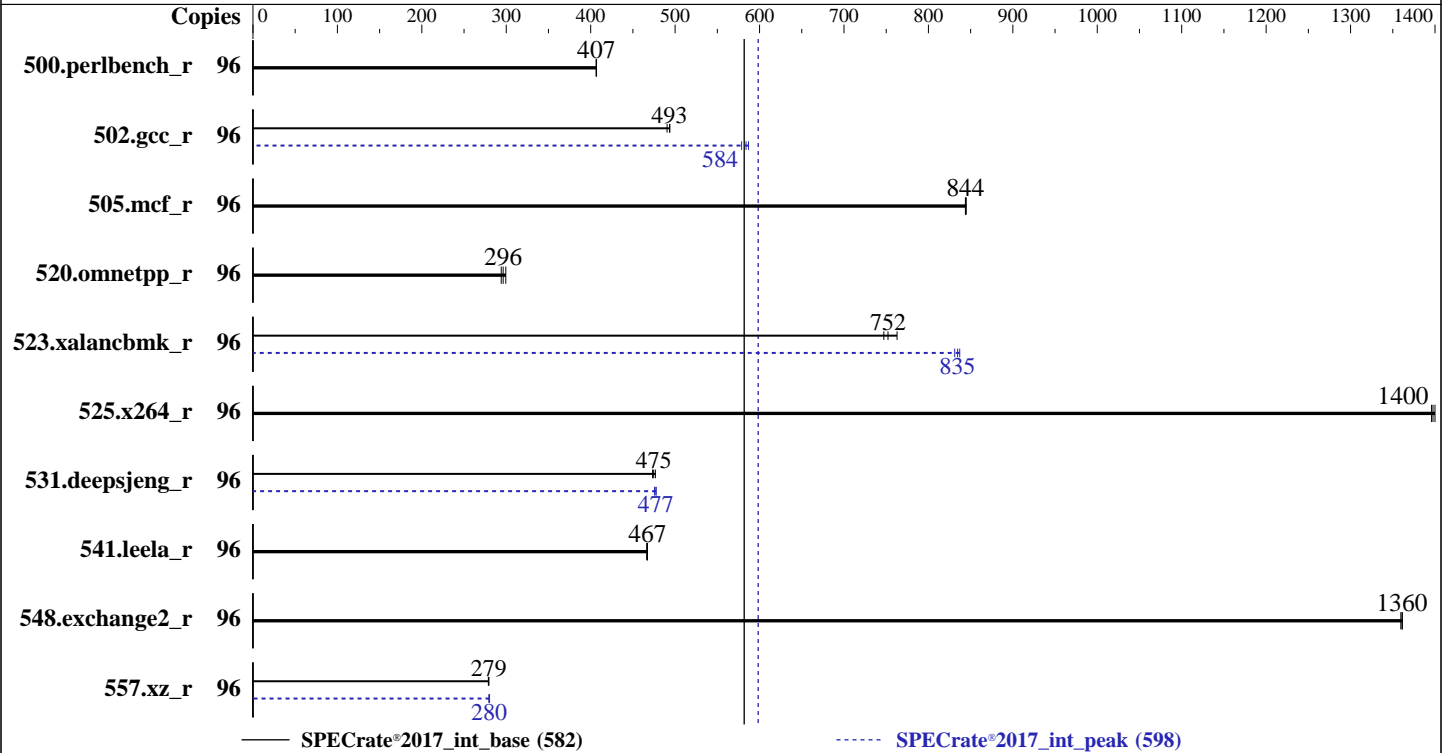 Copies 0 100 200 300 400 500 600 700 800 900 1000 1100 1200 1300 1400
407
500.perlbench_r 96
493
502.gcc_r 96
584
844
505.mcf_r 96
296
520.omnetpp_r 96
752
523.xalancbmk_r 96
835
1400
525.x264_r 96
475
531.deepsjeng_r 96
477
467
541.leela_r 96
1360
548.exchange2_r 96
279
557.xz_r 96
280
SPECrate®2017_int_base (582) SPECrate®2017_int_peak (598)